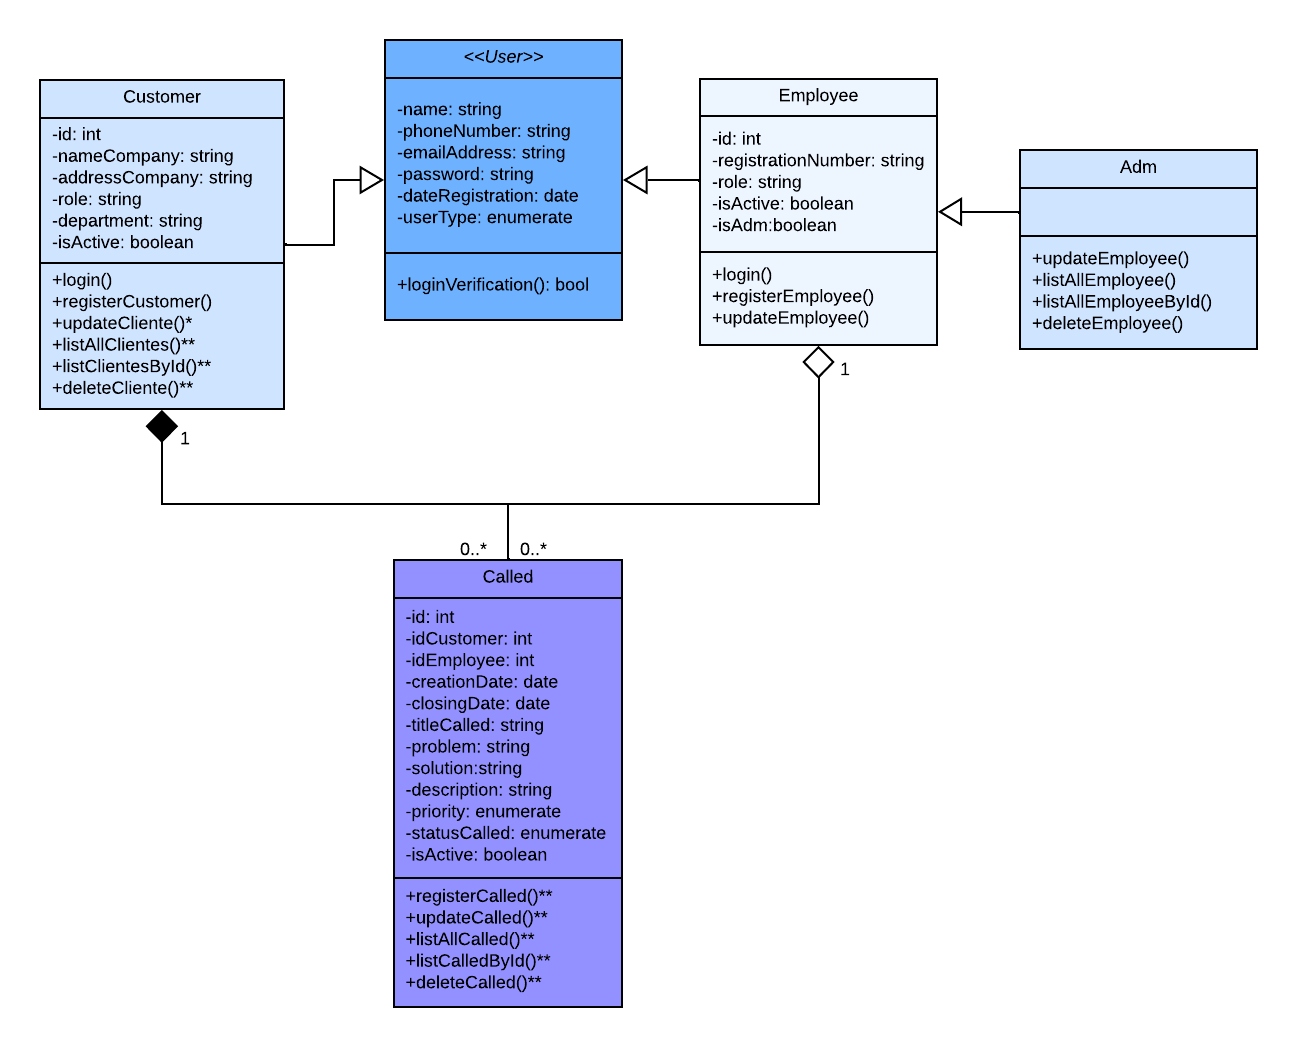 Customer
-id: int
-nameCompany: string
-addressCompany: string
-role: string
-department: string
-isActive: boolean
+login()
+registerCustomer()
+updateCliente()*
+listAllClientes()**
+listClientesById()**
+deleteCliente()**
1
<<User>>
-name: string
-phoneNumber: string
-emailAddress: string
-password: string
-dateRegistration: date
-userType: enumerate
+loginVerification(): bool
Employee
-id: int
-registrationNumber: string
-role: string
-isActive: boolean
-isAdm:boolean
+login()
+registerEmployee()
+updateEmployee()
1
Adm
+updateEmployee()
+listAllEmployee()
+listAllEmployeeById()
+deleteEmployee()
0..* 0..*
Called
-id: int
-idCustomer: int
-idEmployee: int
-creationDate: date
-closingDate: date
-titleCalled: string
-problem: string
-solution:string
-description: string
-priority: enumerate
-statusCalled: enumerate
-isActive: boolean
+registerCalled()**
+updateCalled()**
+listAllCalled()**
+listCalledById()**
+deleteCalled()**